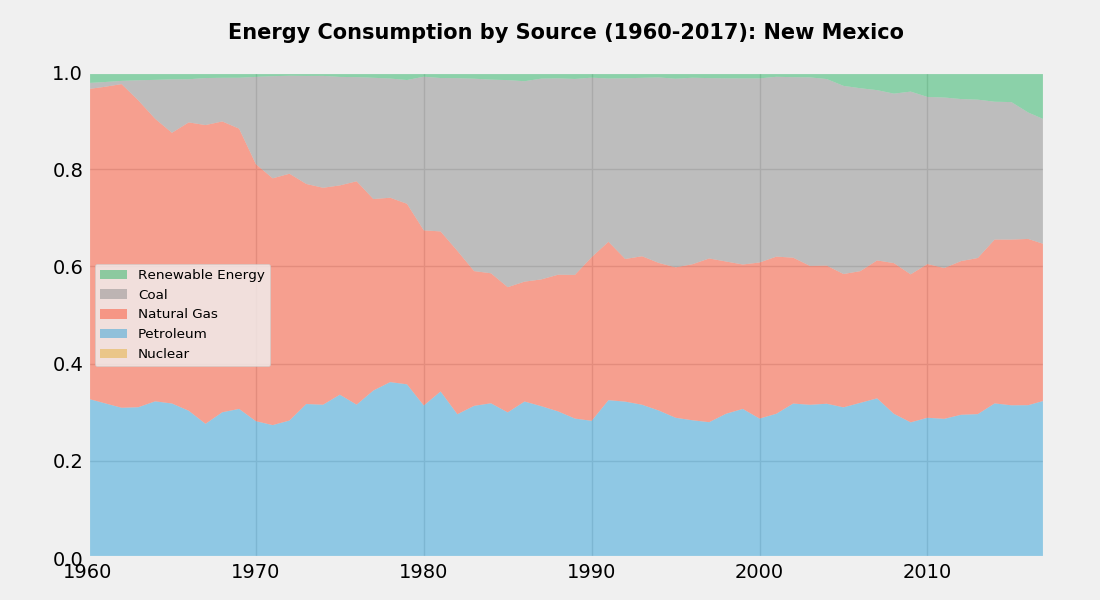 Energy Consumption by Source (1960-2017): New Mexico
1.0
0.8
0.6
0.4
0.2
0.0
Renewable Energy
Coal
Natural Gas
Petroleum
Nuclear
1960 1970 1980 1990 2000 2010